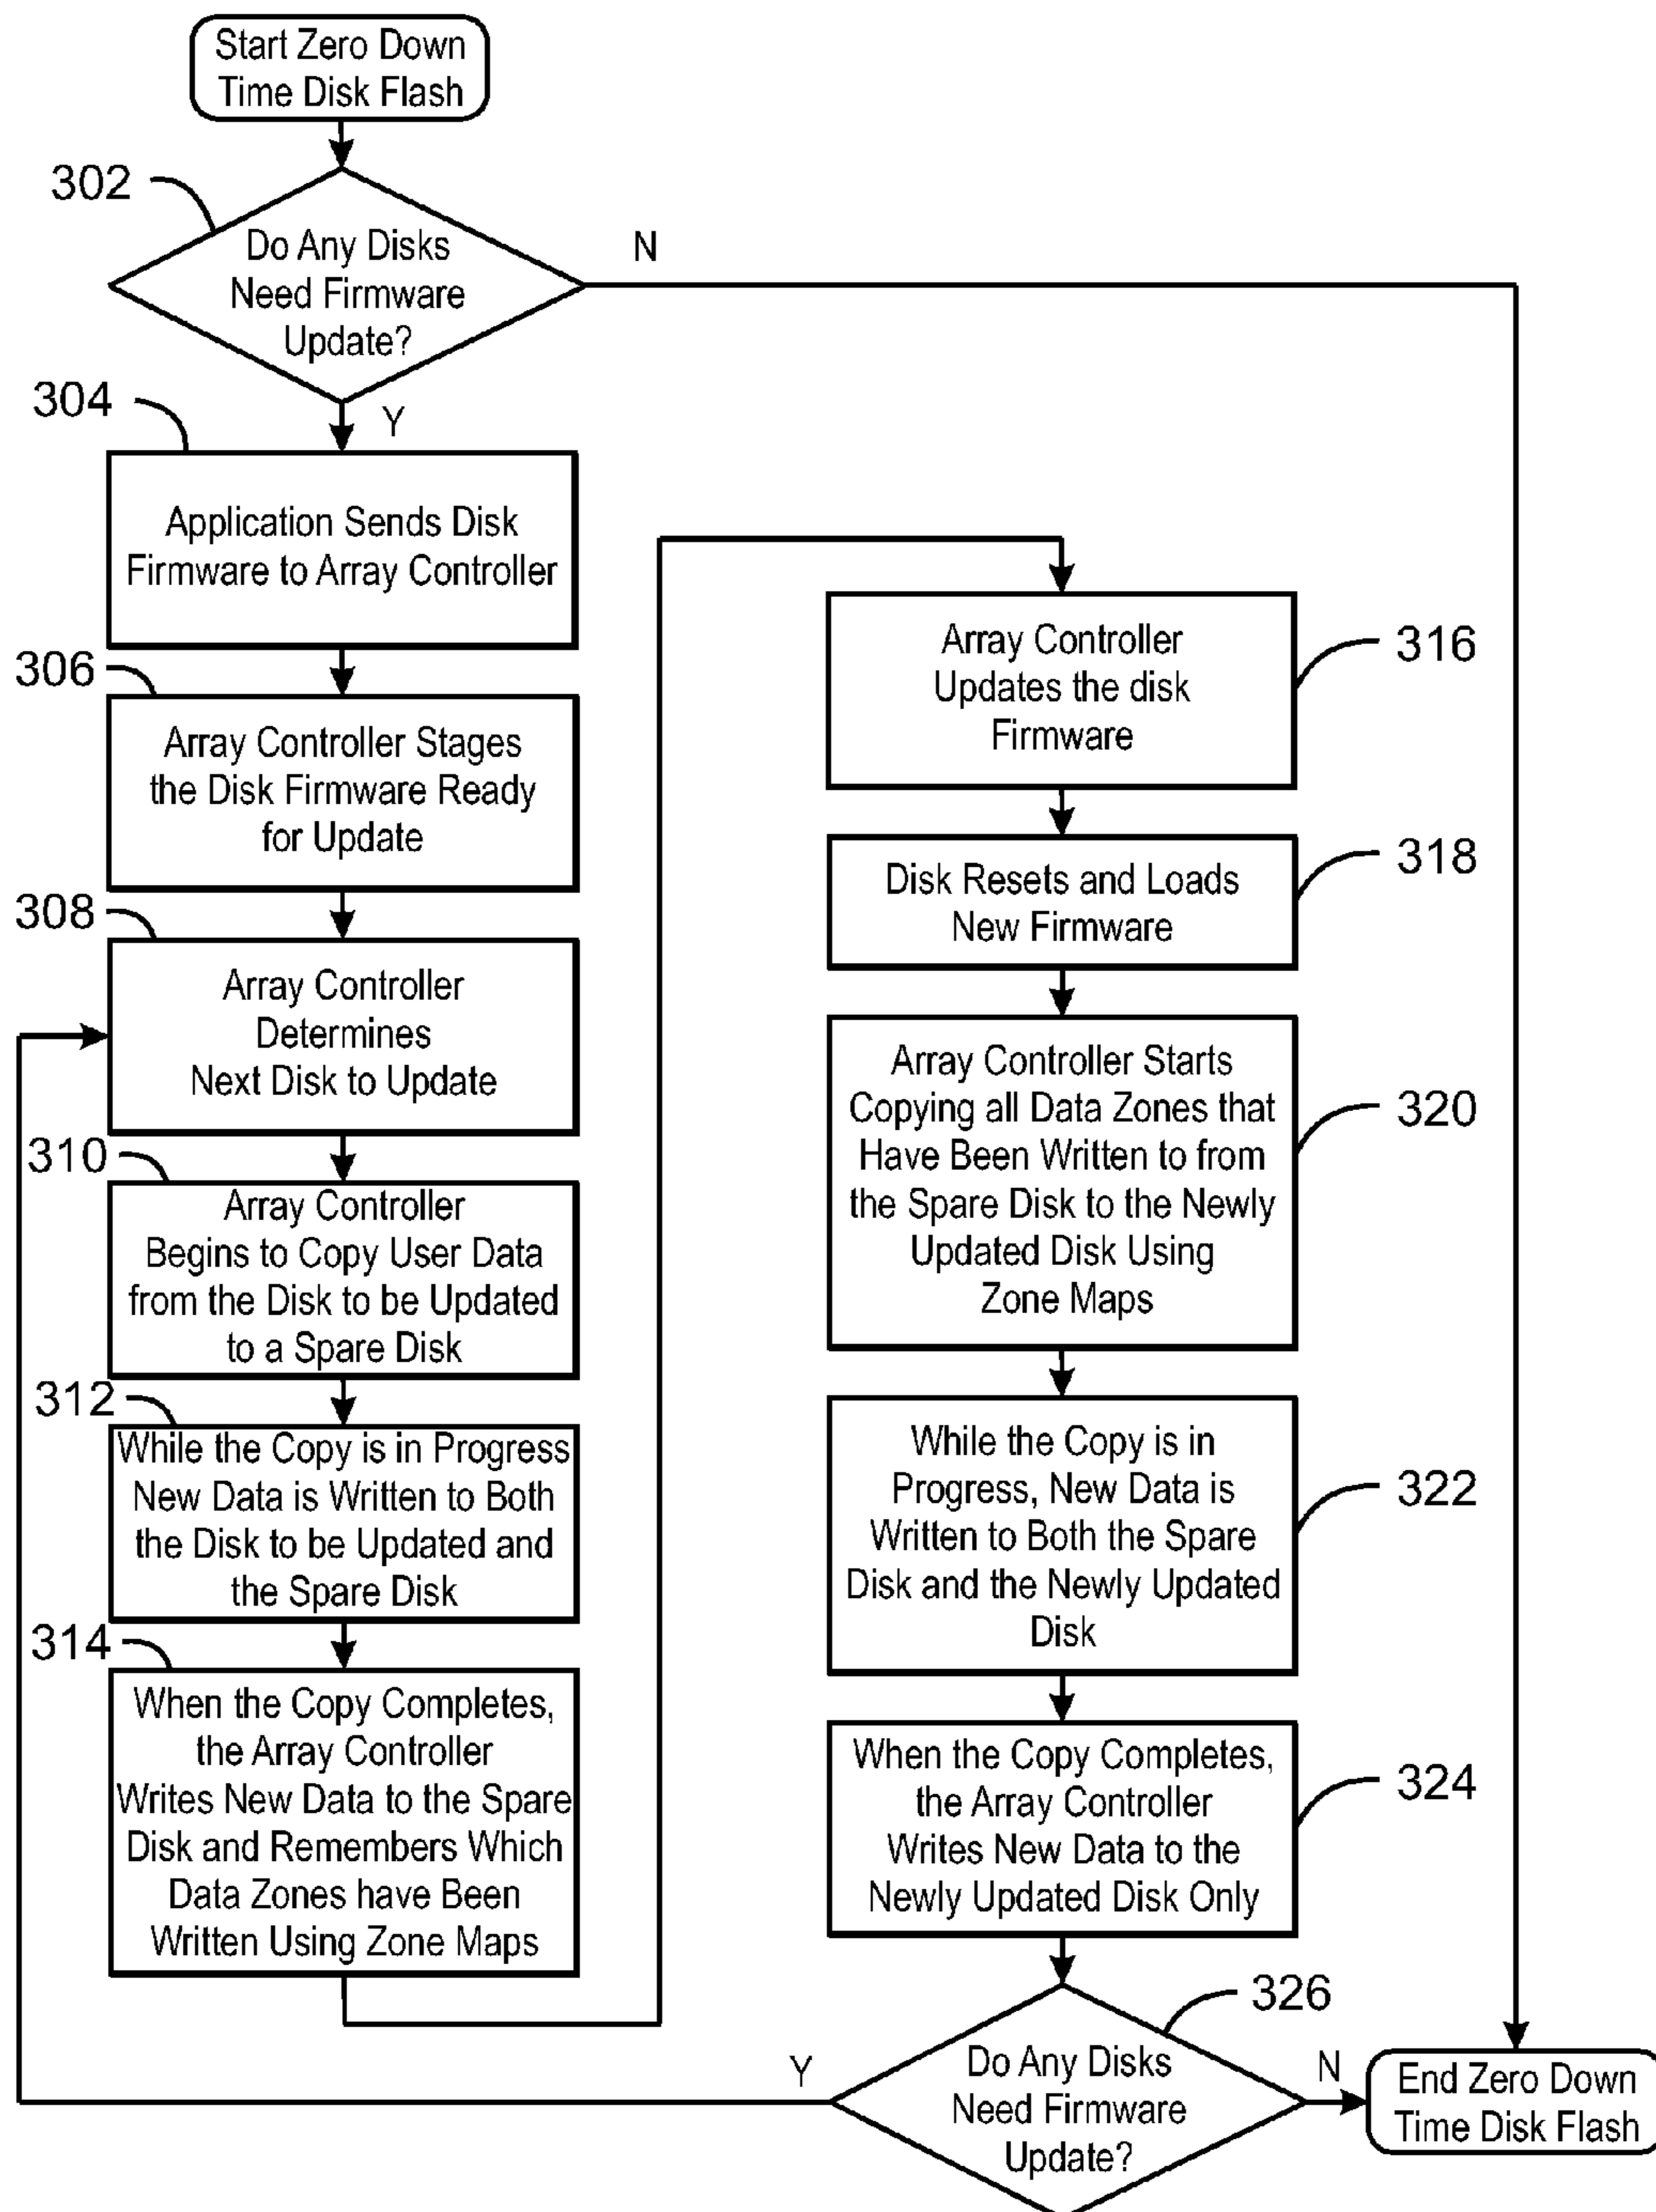 Start Zero Down
Time Disk Flash
302
Do Any Disks
Need Firmware
Update?
N
Y
304
Application Sends Disk
Firmware to Array Controller
306
Array Controller Stages
the Disk Firmware Ready
for Update
308
Array Controller
Determines
Next Disk to Update
310
Array Controller
Begins to Copy User Data
from the Disk to be Updated
to a Spare Disk
312
While the Copy is in Progress
New Data is Written to Both
the Disk to be Updated and
the Spare Disk
314
When the Copy Completes,
the Array Controller
Writes New Data to the Spare
Disk and Remembers Which
Data Zones have Been
Written Using Zone Maps
Array Controller
Updates the disk
Firmware
316
Disk Resets and Loads
New Firmware
318
Array Controller Starts
Copying all Data Zones that
Have Been Written to from
the Spare Disk to the Newly
Updated Disk Using
Zone Maps
320
While the Copy is in
Progress, New Data is
Written to Both the Spare
Disk and the Newly Updated
Disk
322
When the Copy Completes,
the Array Controller
Writes New Data to the
Newly Updated Disk Only
324
326
Do Any Disks
Need Firmware
Update?
Y
N
End Zero Down
Time Disk Flash